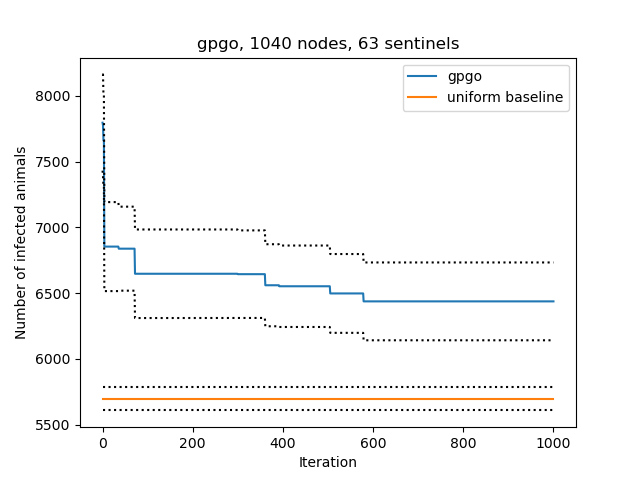 gpgo, 1040 nodes, 63 sentinels
gpgo
uniform baseline
Number of infected animals
8000
7500
7000
6500
6000
5500
0 200 400 600 800 1000
Iteration